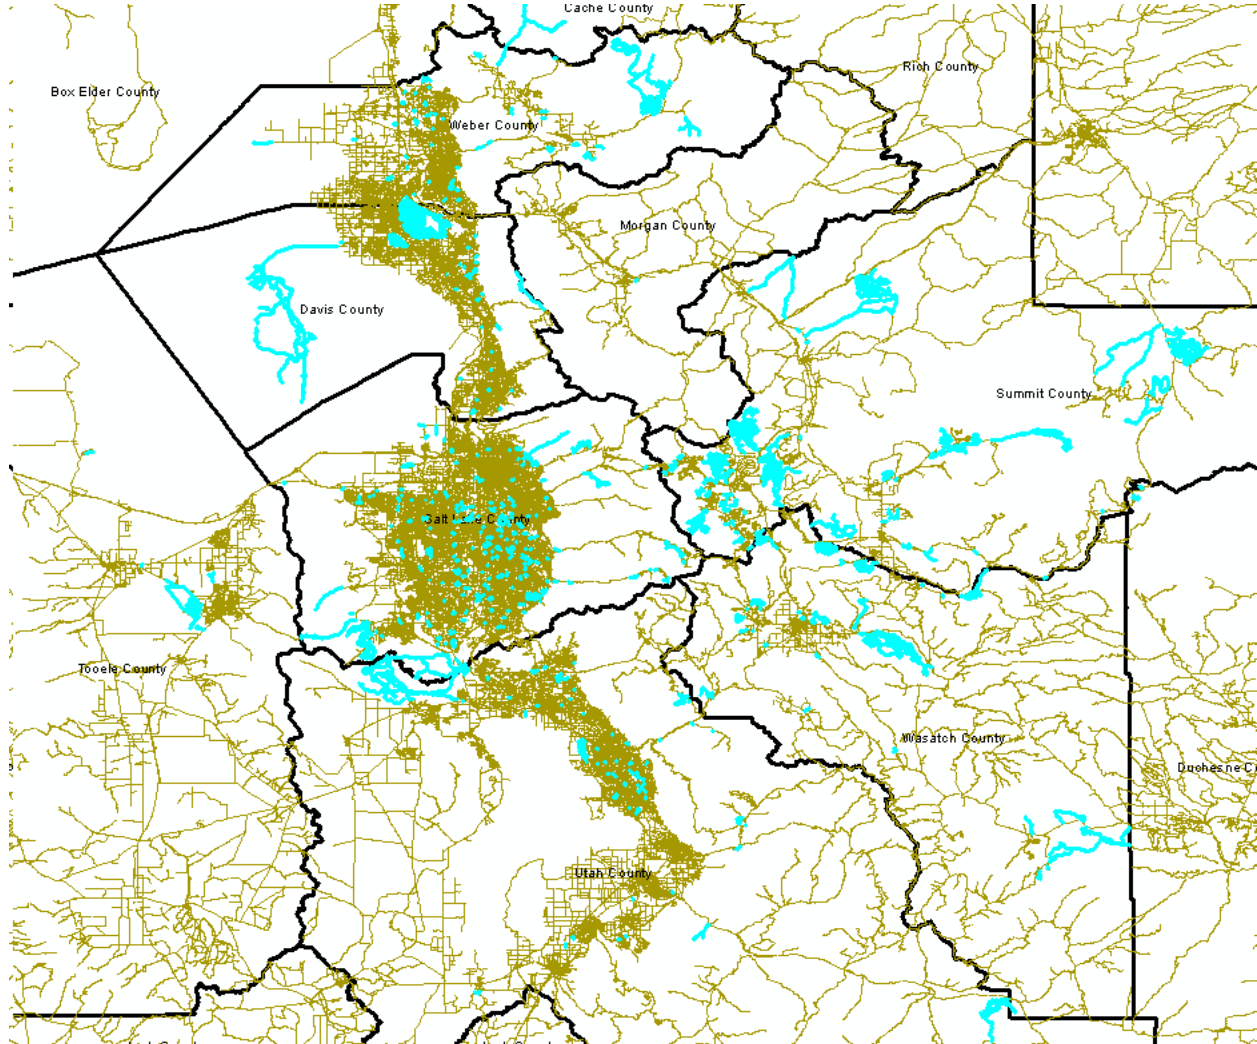 Cache County
Rich County
Box Elder County
Weber County
Morgan County
Davis County
Summit County
Salt Lake County
Tooele County
Wasatch County
Duchesne C
Utah County